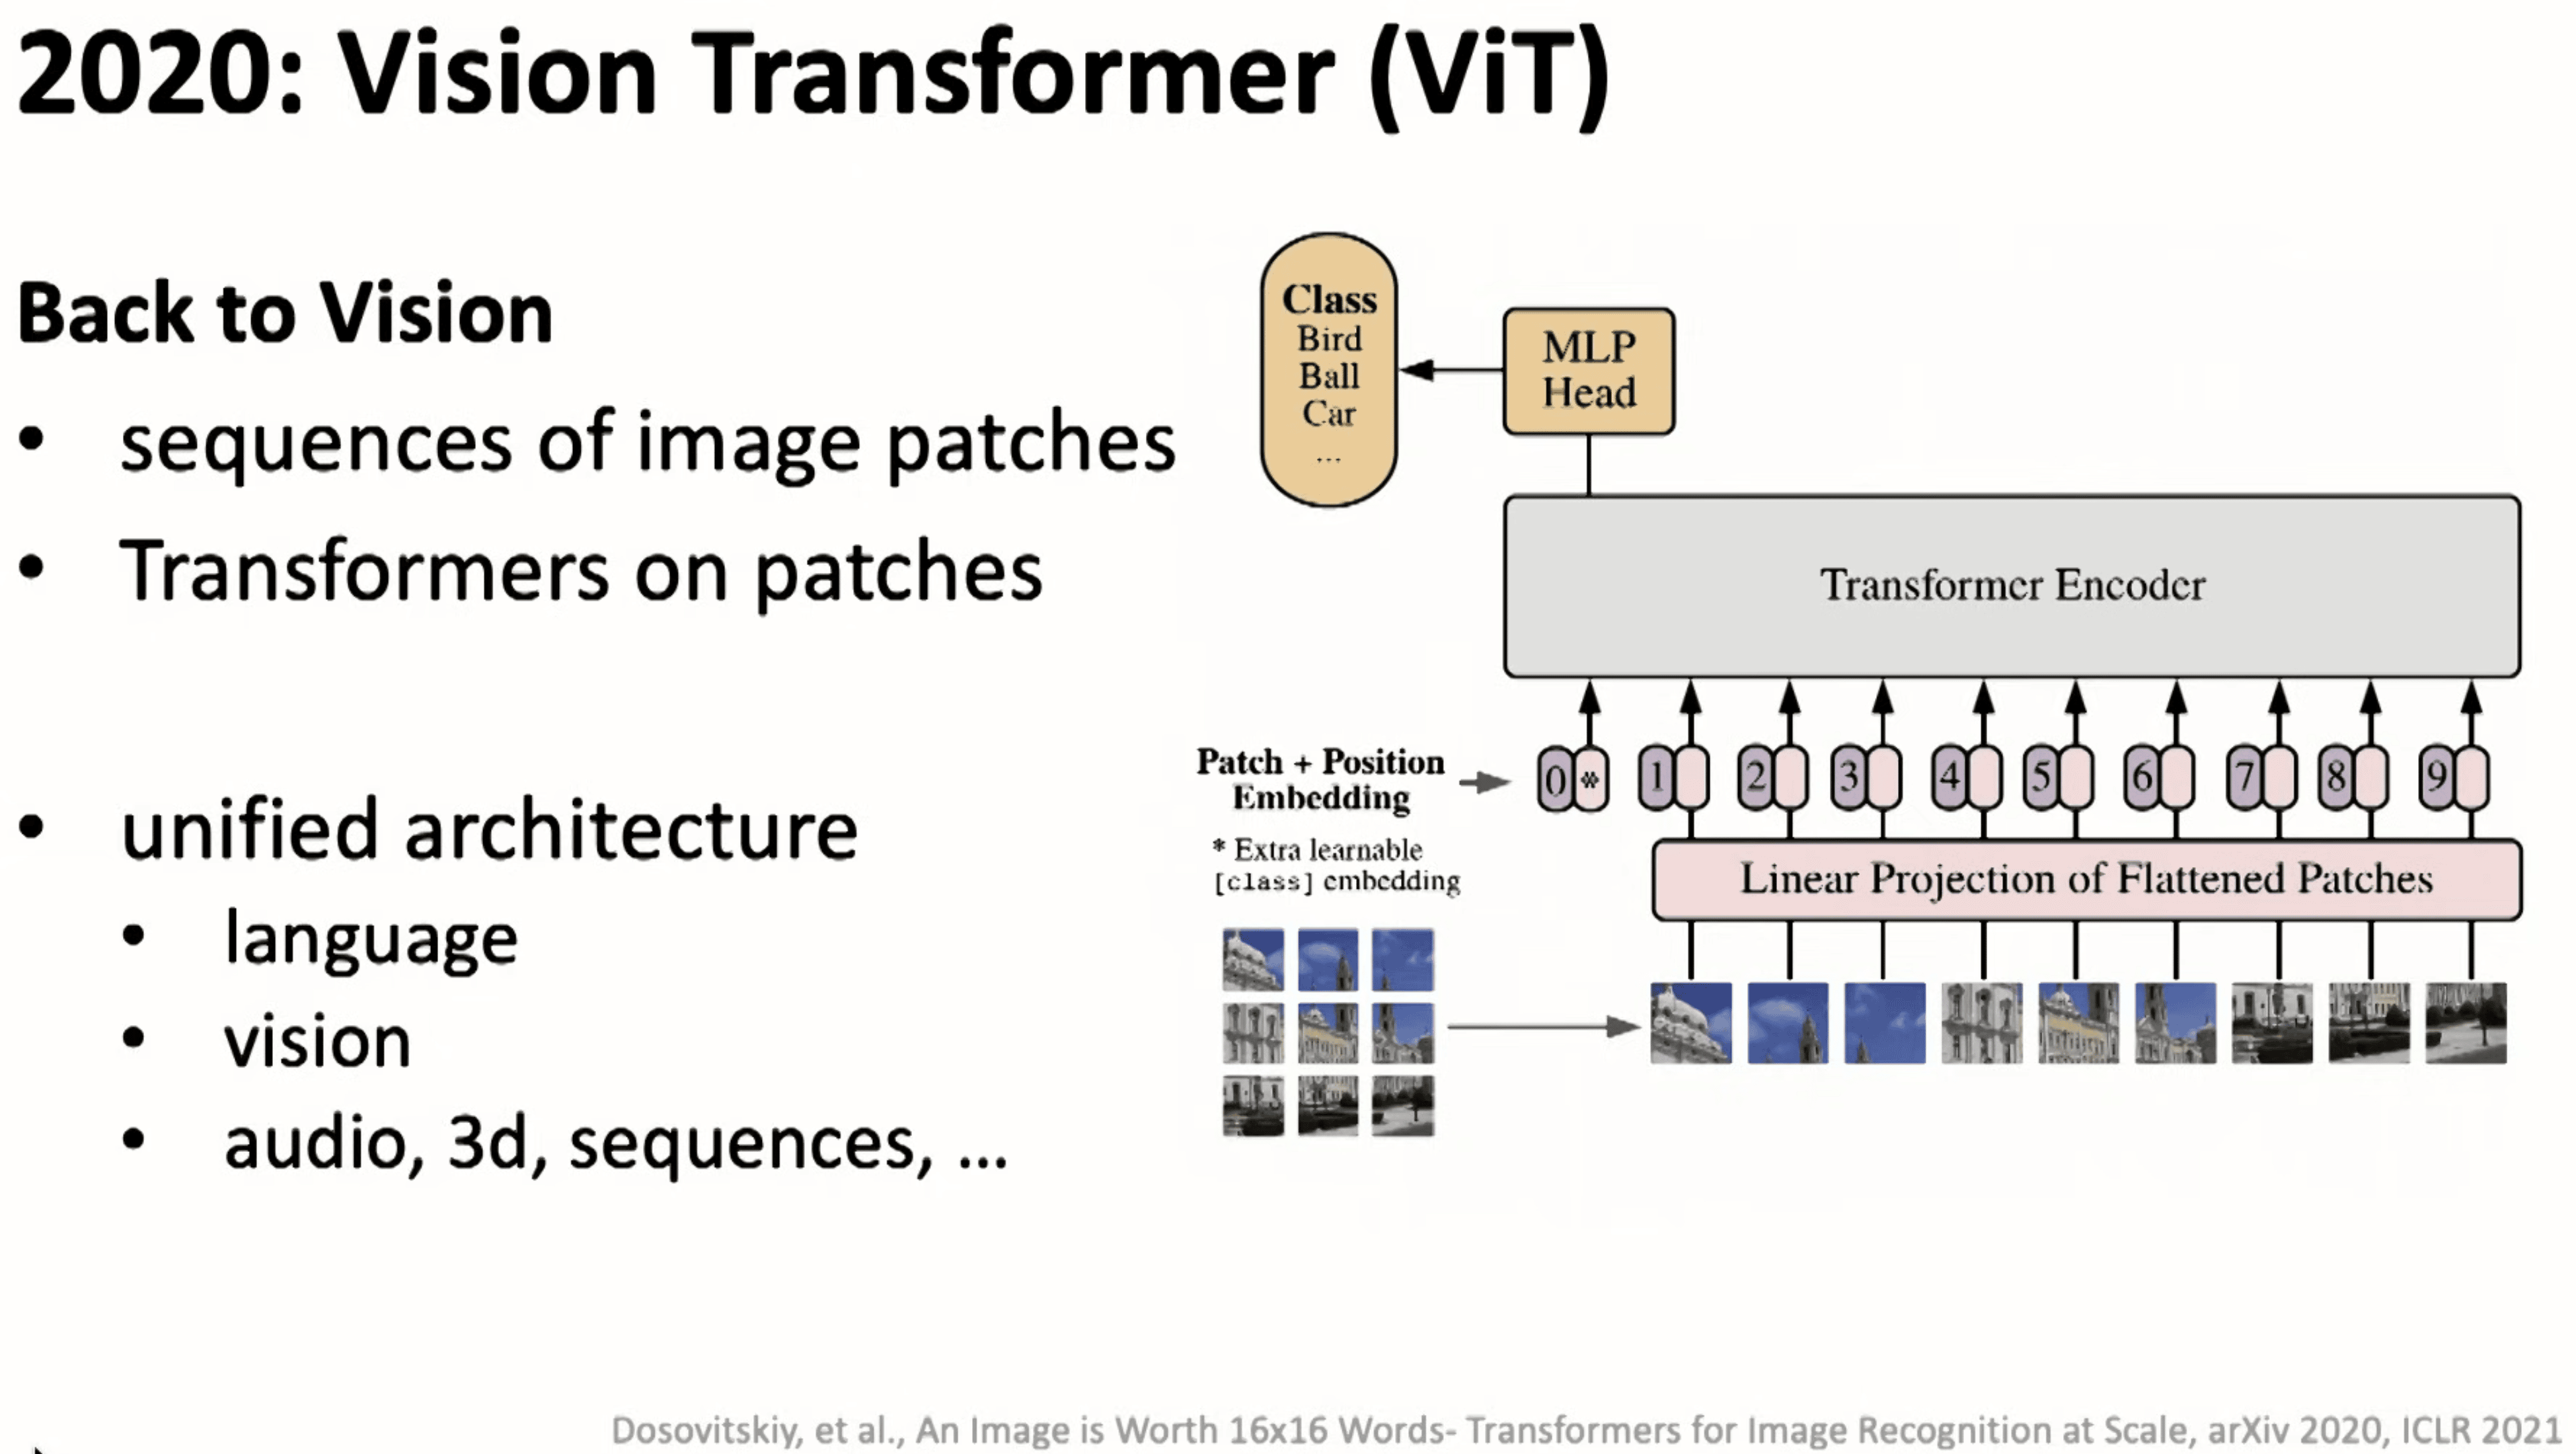 2020: Vision Transformer (ViT)
Back to Vision
• sequences of image patches
• Transformers on patches
• unified architecture
• language
• vision
• audio, 3d, sequences, ...
Class
Bird
Ball
Car
...
MLP
Head
Transformer Encoder
Patch + Position
Embedding
* Extra learnable
[class] embedding
0 * 1 2 3 4 5 6 7 8 9
Linear Projection of Flattened Patches
Dosovitskiy, et al., An Image is Worth 16x16 Words- Transformers for Image Recognition at Scale, arXiv 2020, ICLR 2021